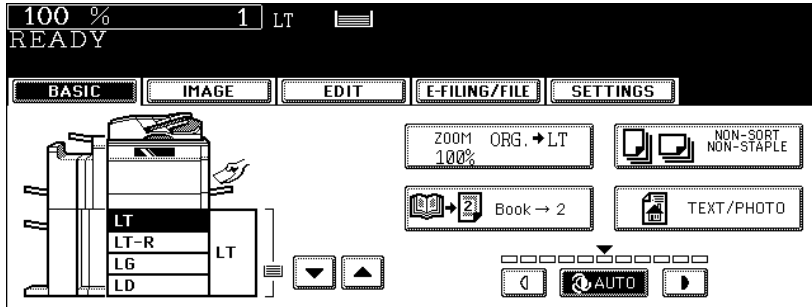 100 % 1 LT
READY
BASIC IMAGE EDIT E-FILING/FILE SETTINGS
ZOOM ORG.➔LT
100%
NON-SORT
NON-STAPLE
2 Book → 2
TEXT/PHOTO
LT
LT-R
LG
LD
LT
AUTO